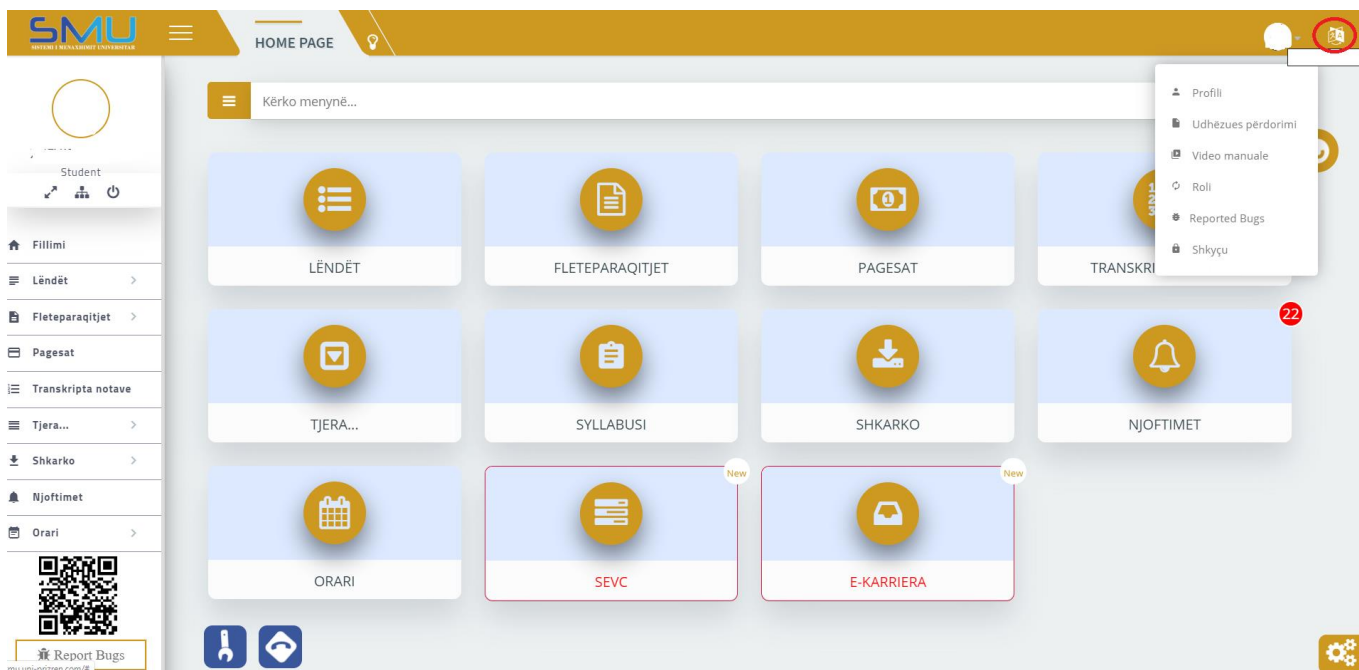 SMU
SISTEMI I MENAXHIMIT UNIVERSITAR
HOME PAGE
Kërko menynë...
Profili
Udhëzues përdorimi
Video manuale
Roli
Reported Bugs
Shkyçu
Student
Fillimi
Lëndët
Fleteparaqitjet
Pagesat
Transkripta notave
Tjera...
Shkarko
Njoftimet
Orari
Report Bugs
LËNDËT
FLETEPARAQITJET
PAGESAT
TRANSKRI
TJERA...
SYLLABUSI
SHKARKO
22
NJOFTIMET
ORARI
New
SEVC
New
E-KARRIERA